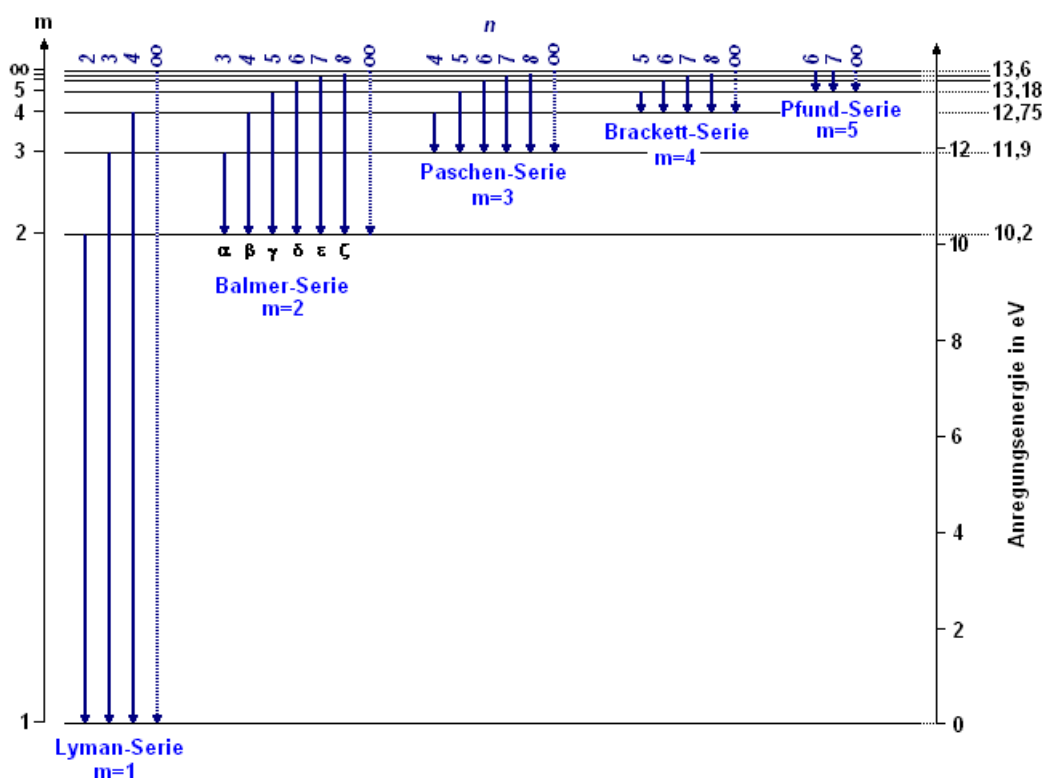 m
n
2 3 4 ∞
3 4 5 6 7 8 ∞
4 5 6 7 8 ∞
5 6 7 8 ∞
6 7 ∞
∞
5
4
3
2
1
13,6
13,18
12,75
11,9
10,2
12
10
8
6
4
2
0
Pfund-Serie
m=5
Brackett-Serie
m=4
Paschen-Serie
m=3
α β γ δ ε ζ
Balmer-Serie
m=2
Anregungsenergie in eV
Lyman-Serie
m=1